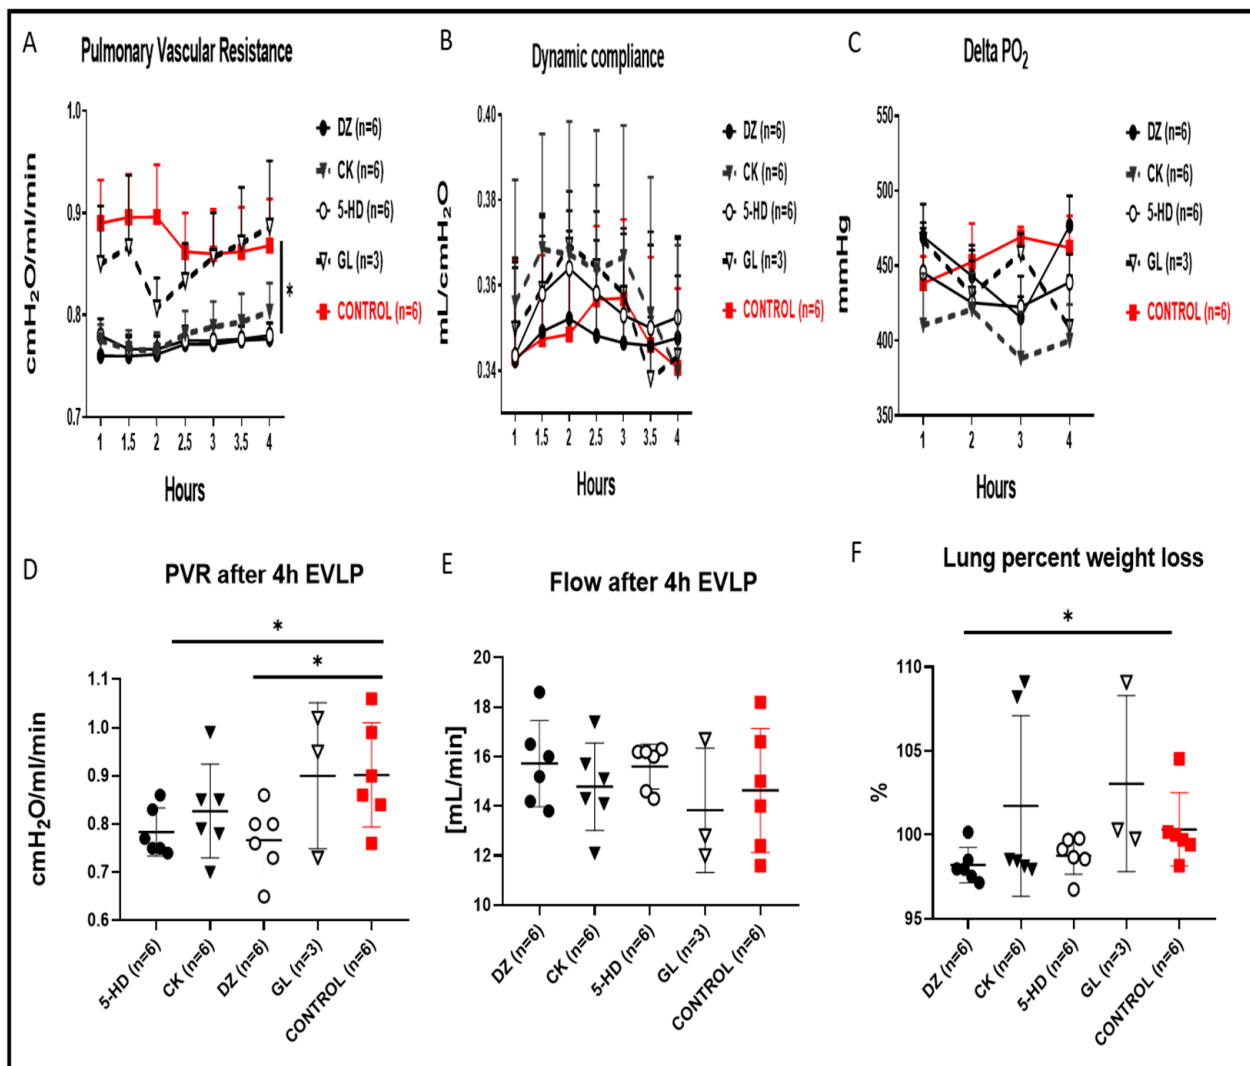 A
Pulmonary Vascular Resistance
cmH2O/ml/min
1.0
0.9
0.8
0.7
1 1.5 2 2.5 3 3.5 4
Hours
DZ (n=6)
CK (n=6)
5-HD (n=6)
GL (n=3)
CONTROL (n=6)
*
B
Dynamic compliance
mL/cmH2O
0.40
0.38
0.36
0.34
1 1.5 2 2.5 3 3.5 4
Hours
DZ (n=6)
CK (n=6)
5-HD (n=6)
GL (n=3)
CONTROL (n=6)
C
Delta PO2
mmHg
550
500
450
400
350
1 2 3 4
Hours
DZ (n=6)
CK (n=6)
5-HD (n=6)
GL (n=3)
CONTROL (n=6)
D
PVR after 4h EVLP
*
*
cmH2O/ml/min
1.1
1.0
0.9
0.8
0.7
0.6
5-HD (n=6)
CK (n=6)
DZ (n=6)
GL (n=3)
CONTROL (n=6)
E
Flow after 4h EVLP
[mL/min]
20
18
16
14
12
10
DZ (n=6)
CK (n=6)
5-HD (n=6)
GL (n=3)
CONTROL (n=6)
F
Lung percent weight loss
*
%
110
105
100
95
DZ (n=6)
CK (n=6)
5-HD (n=6)
GL (n=3)
CONTROL (n=6)